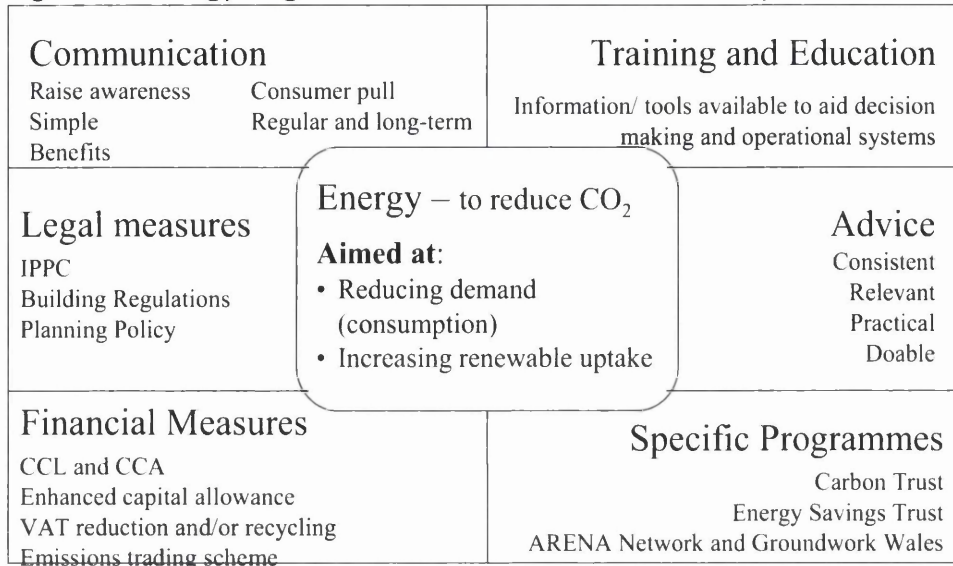 Communication
Raise awareness Consumer pull
Simple Regular and long-term
Benefits
Training and Education
Information/ tools available to aid decision
making and operational systems
Legal measures
IPPC
Building Regulations
Planning Policy
Energy – to reduce CO₂
Aimed at:
• Reducing demand
(consumption)
• Increasing renewable uptake
Advice
Consistent
Relevant
Practical
Doable
Financial Measures
CCL and CCA
Enhanced capital allowance
VAT reduction and/or recycling
Emissions trading scheme
Specific Programmes
Carbon Trust
Energy Savings Trust
ARENA Network and Groundwork Wales